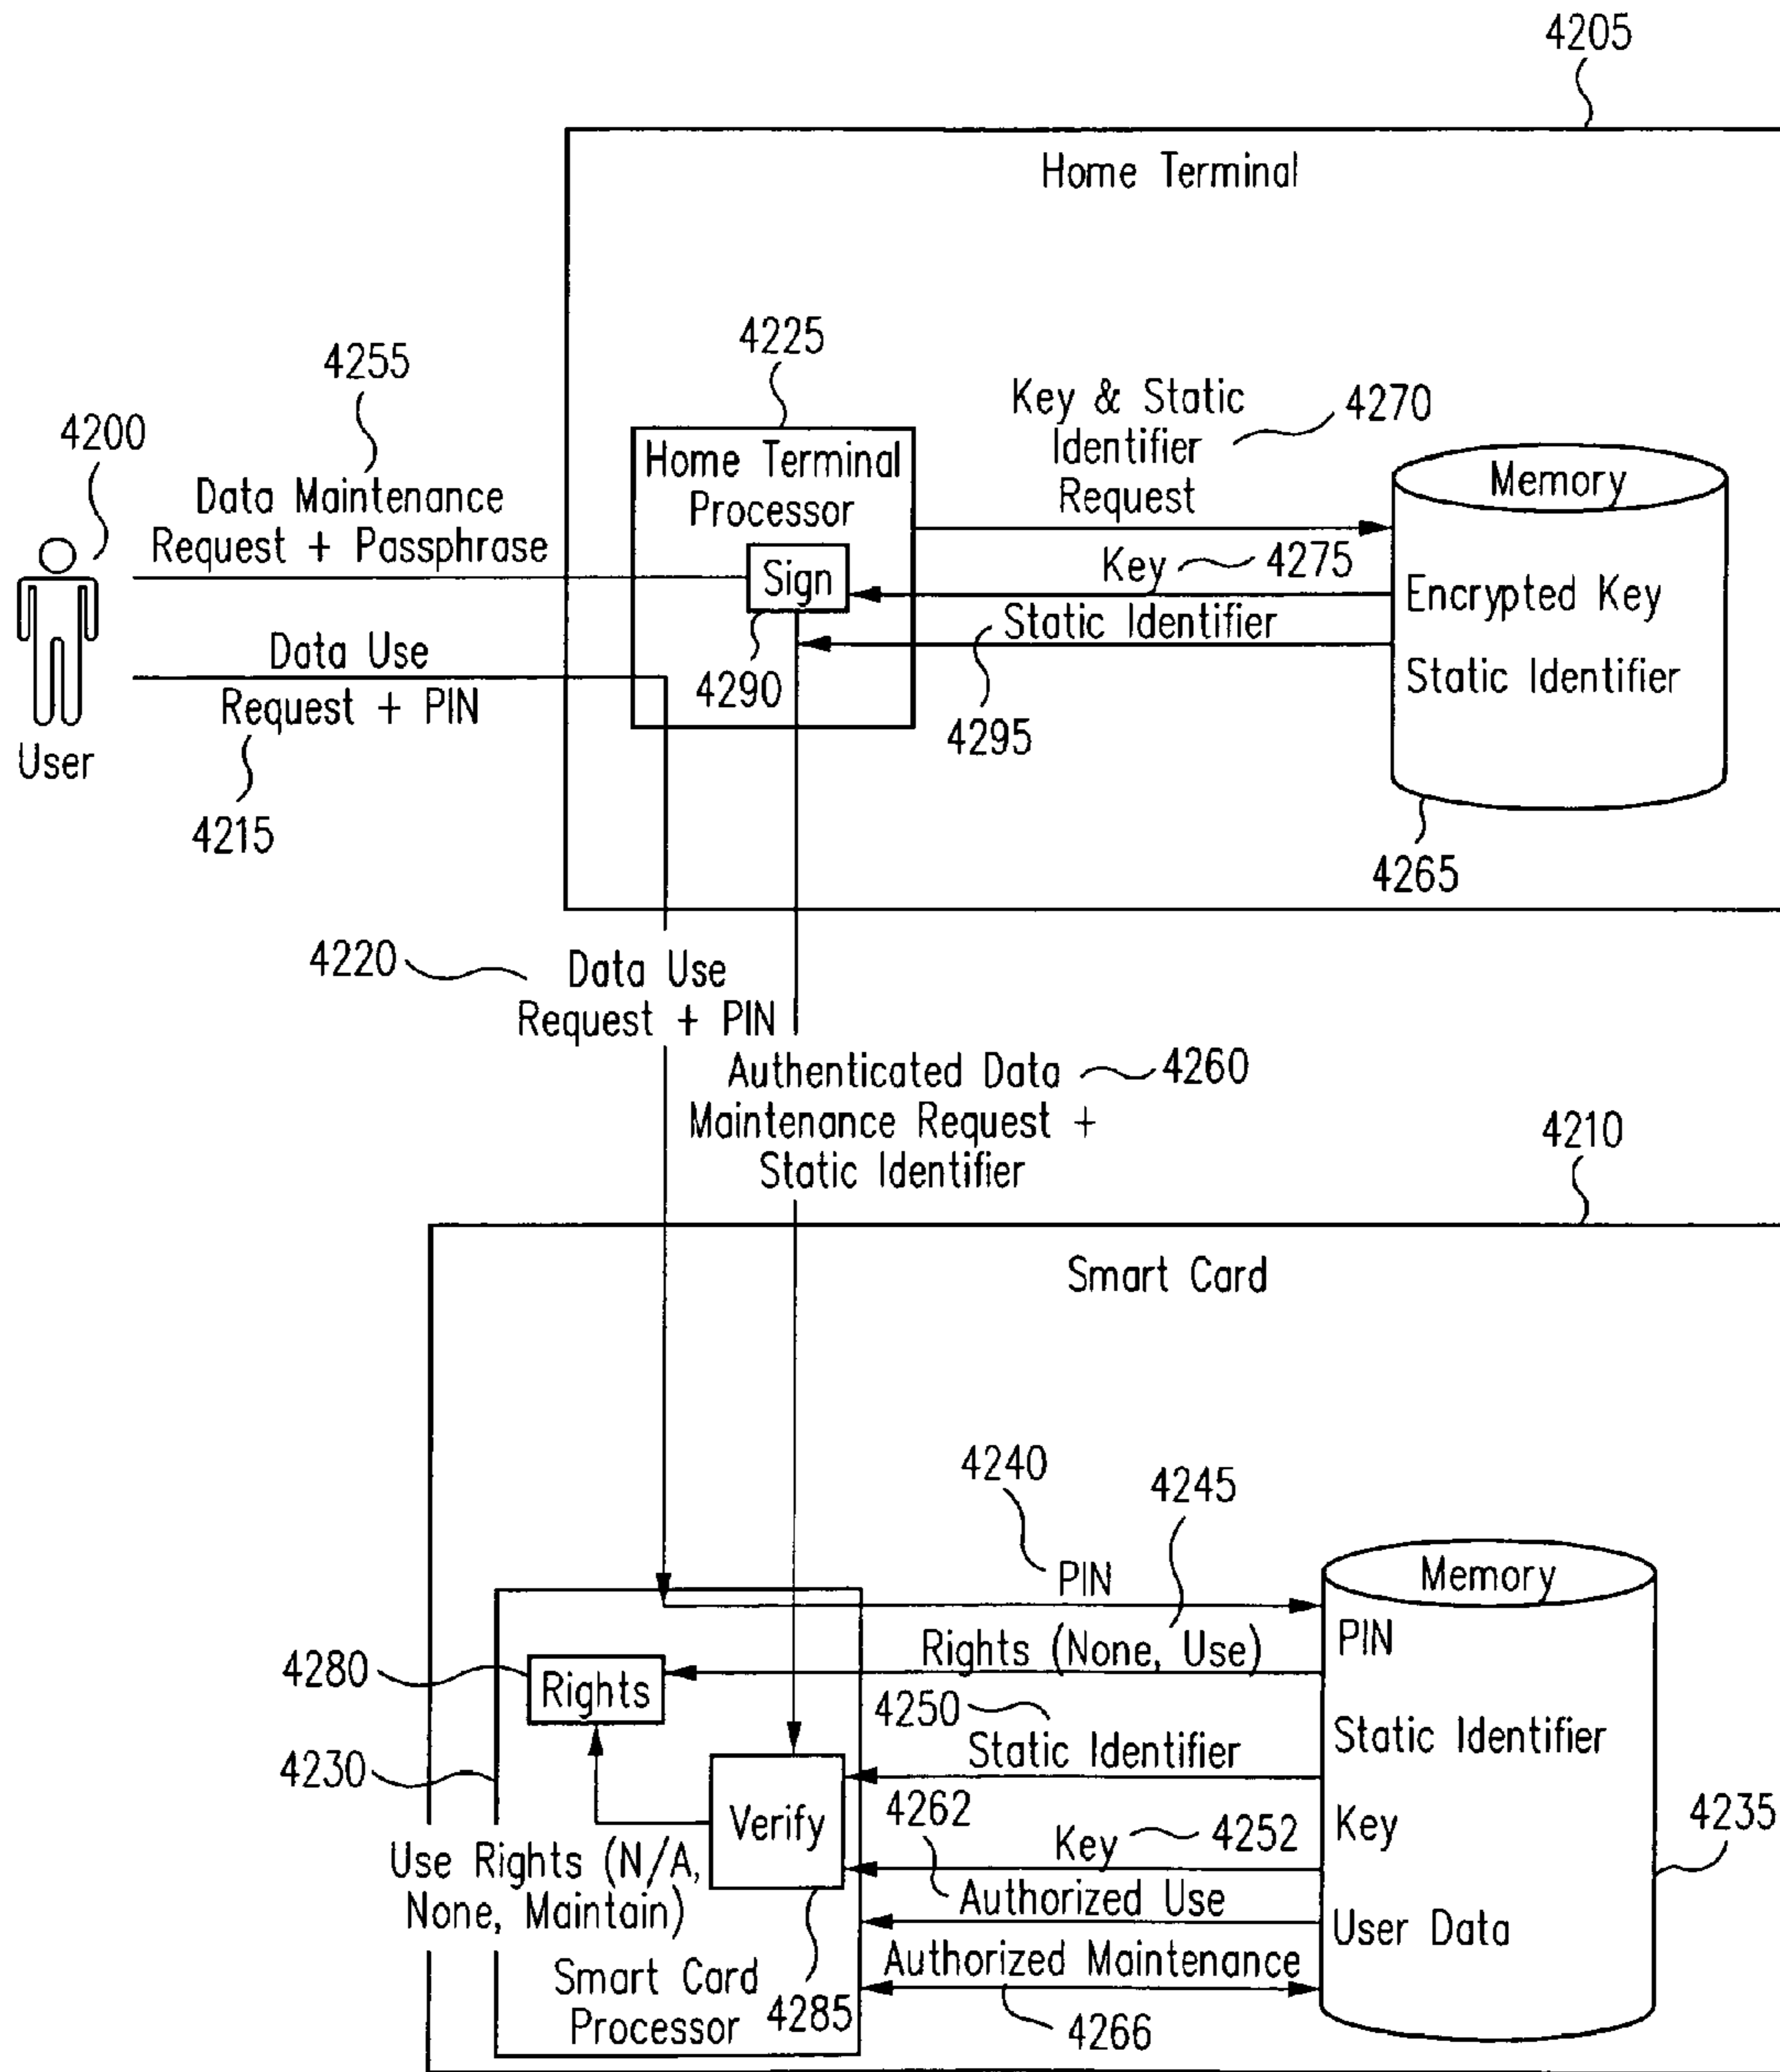 4205
Home Terminal
4225
4255
4200
Data Maintenance
Request + Passphrase
Data Use
Request + PIN
User
4215
Home Terminal
Processor
Sign
4290
Key & Static
Identifier
Request
4270
Key
4275
Static Identifier
4295
Memory
Encrypted Key
Static Identifier
4265
4220
Data Use
Request + PIN
Authenticated Data
Maintenance Request +
Static Identifier
4260
4210
Smart Card
4240
4245
PIN
Rights (None, Use)
4280
Rights
4250
Static Identifier
4230
Verify
4262
Key
4252
Use Rights (N/A,
None, Maintain)
Authorized Use
Authorized Maintenance
Smart Card
Processor
4285
4266
Memory
PIN
Static Identifier
Key
User Data
4235